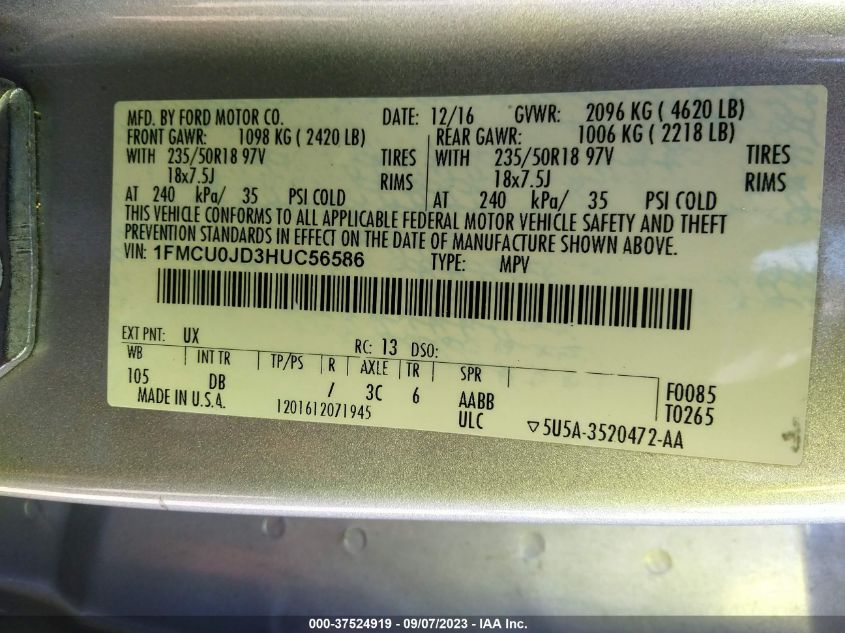 MFD. BY FORD MOTOR CO. DATE: 12/16 GVWR: 2096 KG ( 4620 LB)
FRONT GAWR: 1098 KG ( 2420 LB) REAR GAWR: 1006 KG ( 2218 LB)
WITH 235/50R18 97V TIRES WITH 235/50R18 97V TIRES
18x7.5J RIMS 18x7.5J RIMS
AT 240 kPa/ 35 PSI COLD AT 240 kPa/ 35 PSI COLD
THIS VEHICLE CONFORMS TO ALL APPLICABLE FEDERAL MOTOR VEHICLE SAFETY AND THEFT
PREVENTION STANDARDS IN EFFECT ON THE DATE OF MANUFACTURE SHOWN ABOVE.
VIN: 1FMCU0JD3HUC56586 TYPE: MPV
EXT PNT: UX RC: 13 DSO:
WB INT TR TP/PS R AXLE TR SPR
105 DB / 3C 6 AABB F0085
MADE IN U.S.A. 1201612071945 ULC ▽5U5A-3520472-AA T0265
000-37524919 - 09/07/2023 - IAA Inc.